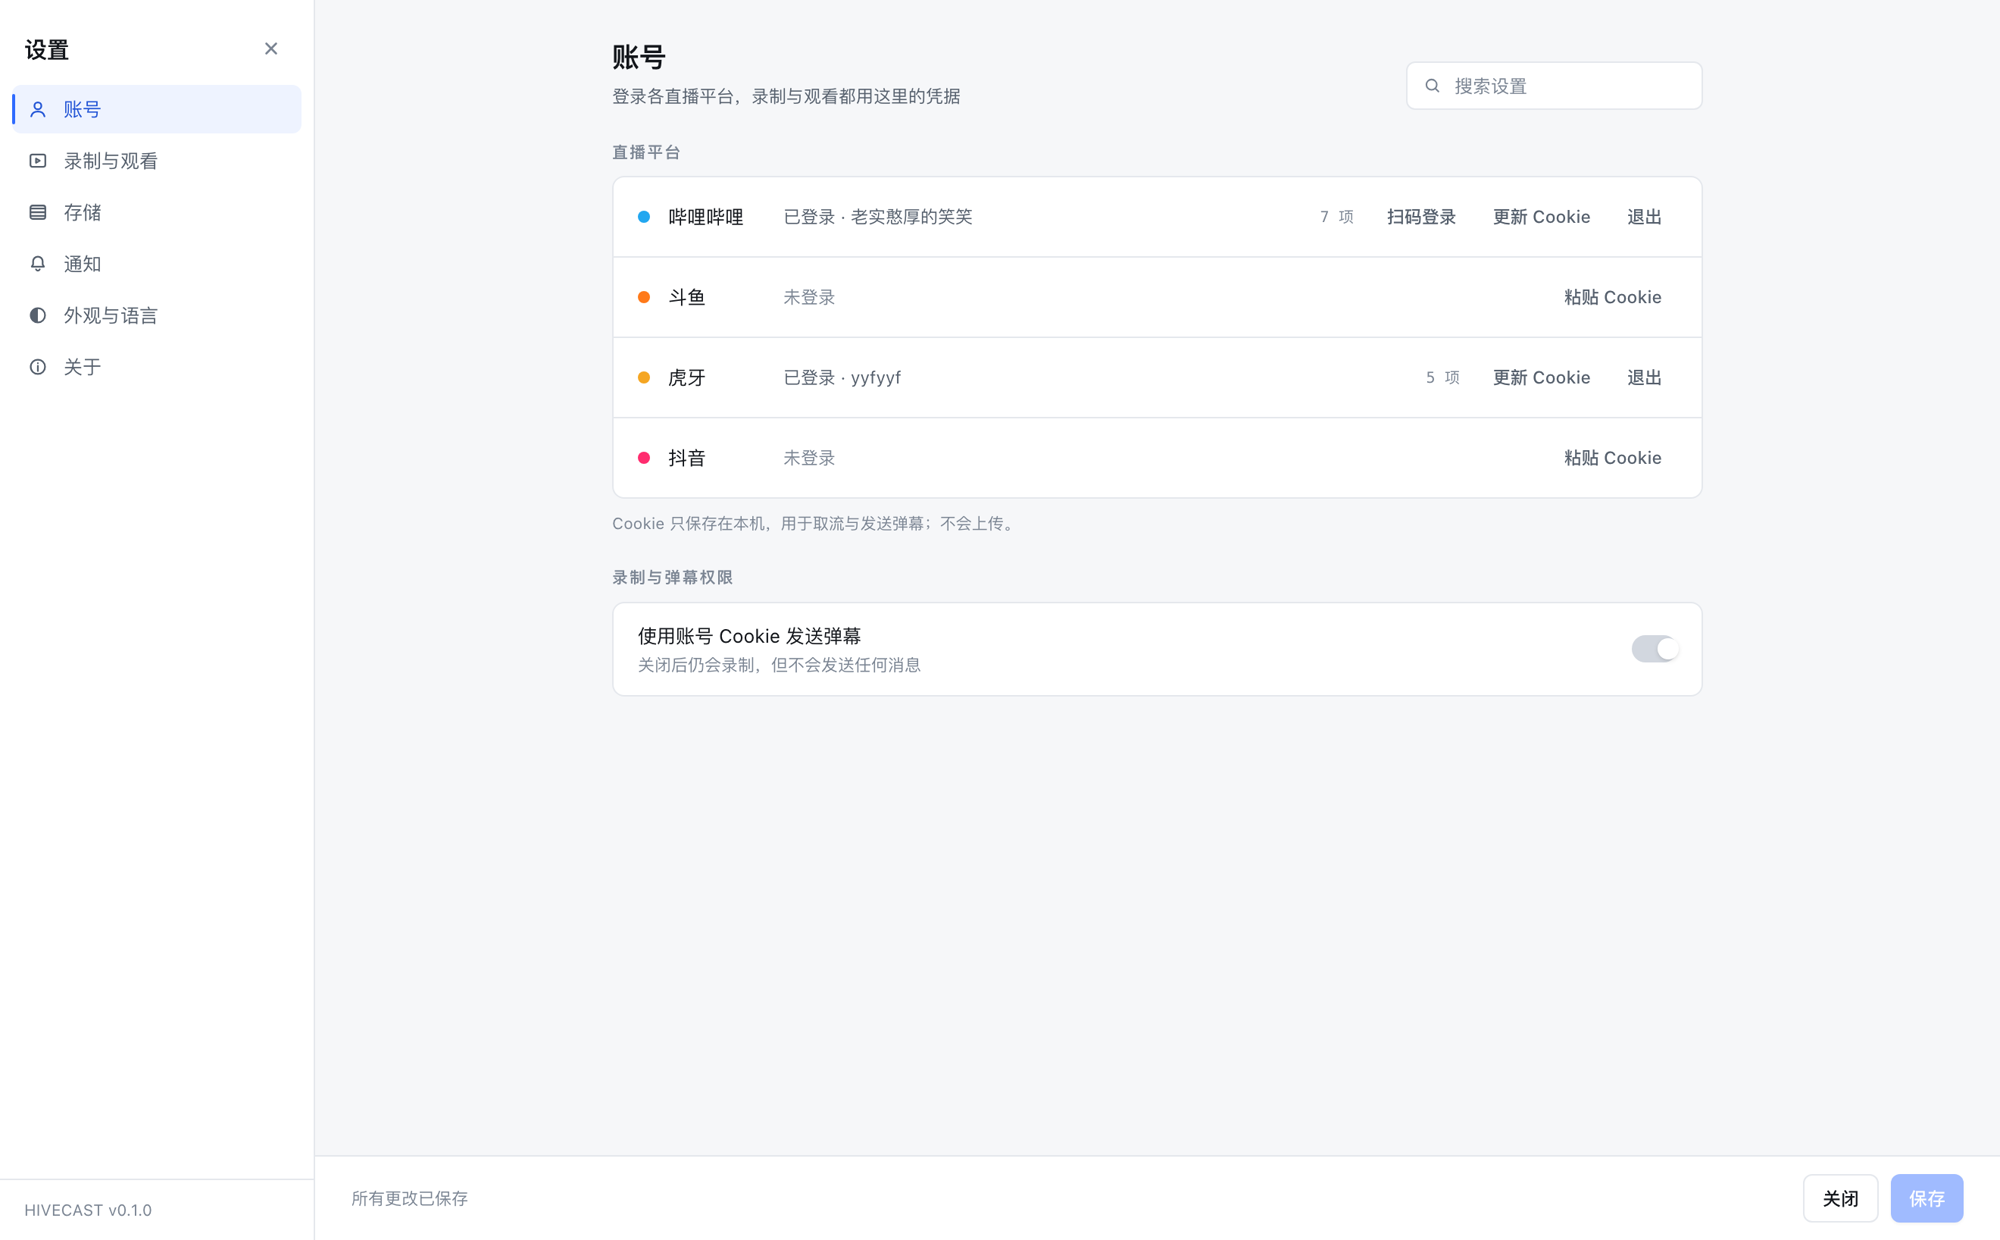 设置
账号
录制与观看
存储
通知
外观与语言
关于
HIVECAST v0.1.0
账号
登录各直播平台，录制与观看都用这里的凭据
搜索设置
直播平台
哔哩哔哩 已登录 · 老实憨厚的笑笑 7 项 扫码登录 更新 Cookie 退出
斗鱼 未登录 粘贴 Cookie
虎牙 已登录 · yyfyyf 5 项 更新 Cookie 退出
抖音 未登录 粘贴 Cookie
Cookie 只保存在本机，用于取流与发送弹幕；不会上传。
录制与弹幕权限
使用账号 Cookie 发送弹幕
关闭后仍会录制，但不会发送任何消息
所有更改已保存
关闭 保存